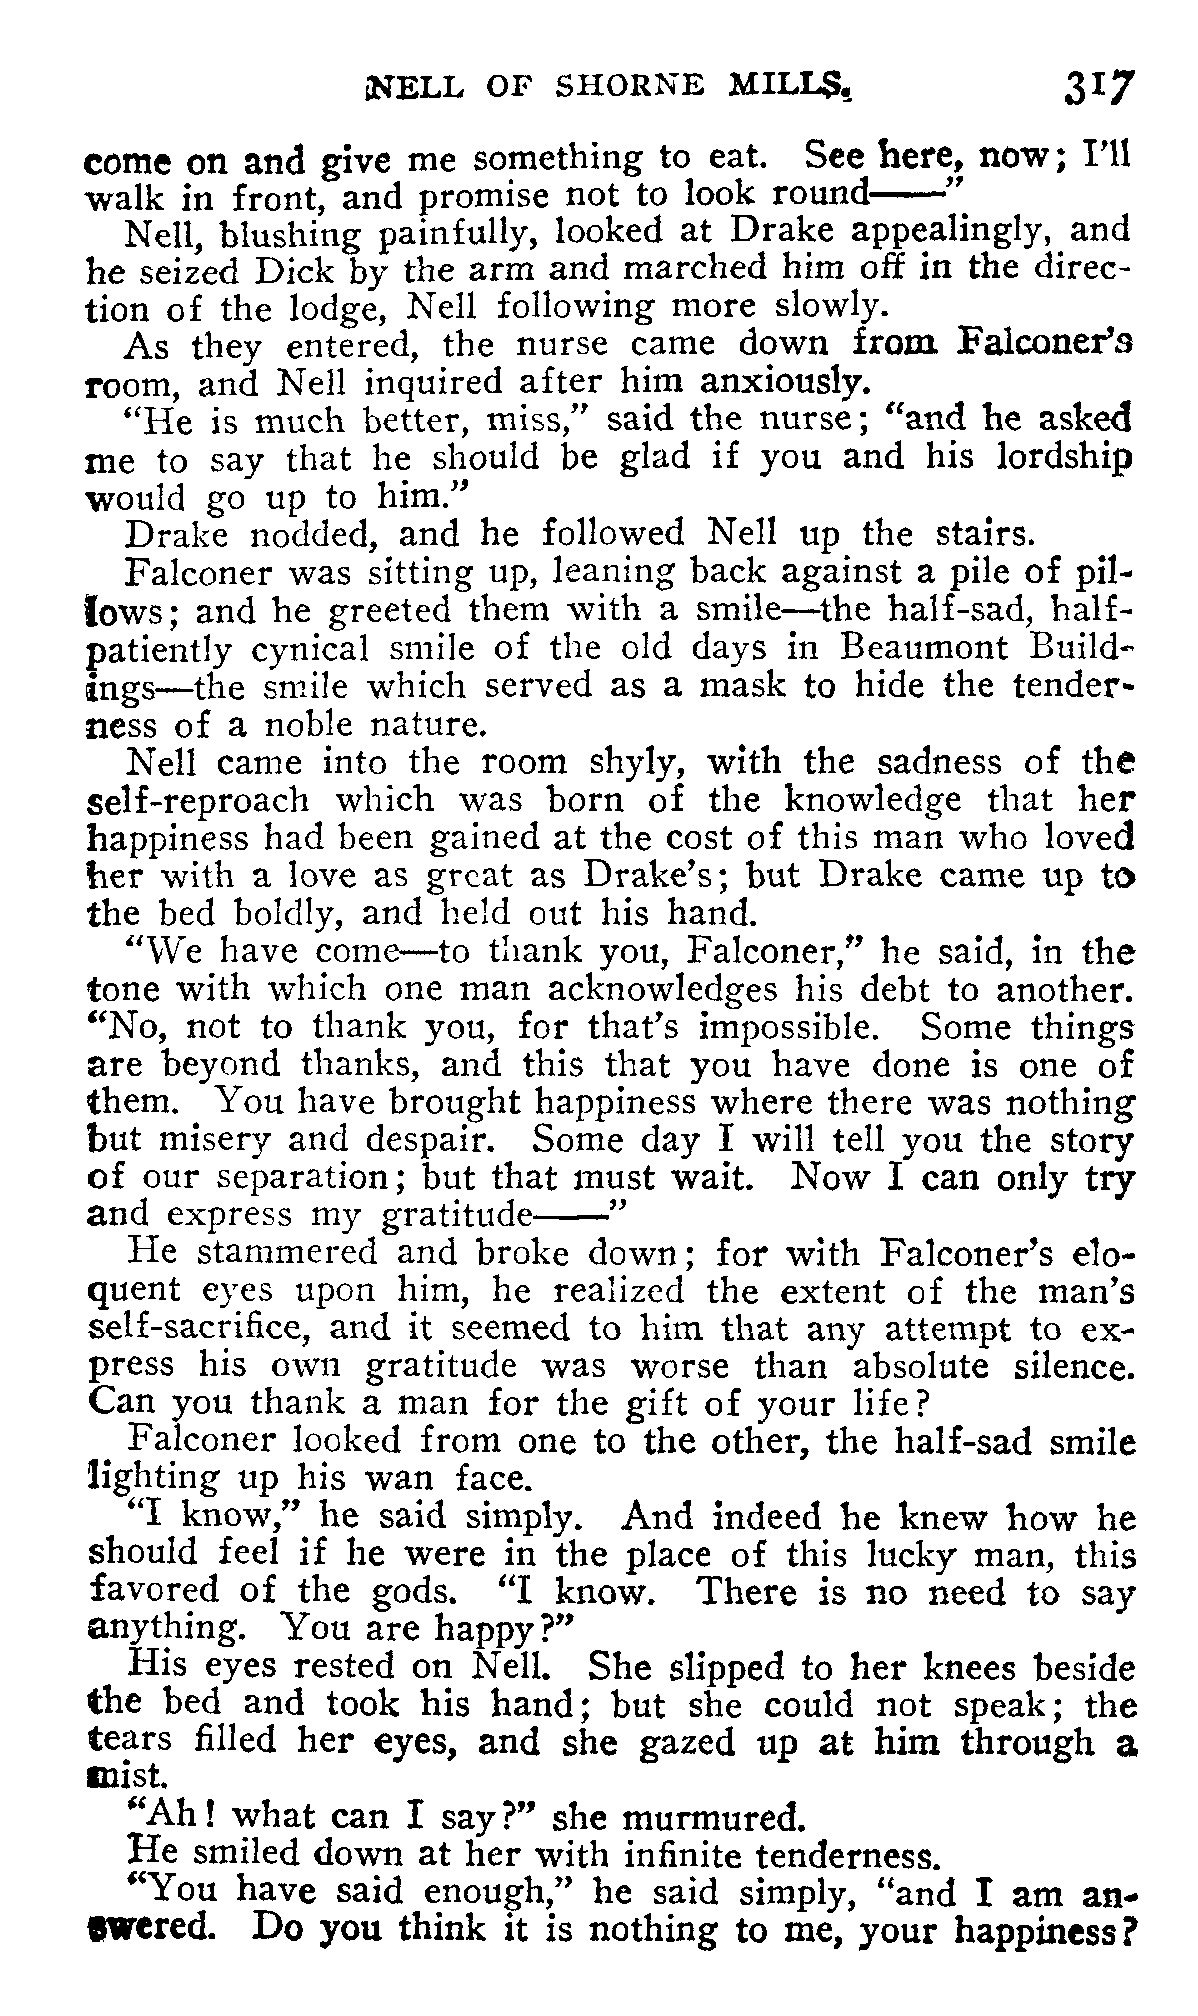 NELL OF SHORNE MILLS. 317
come on and give me something to eat. See here, now; I'll
walk in front, and promise not to look round——"
Nell, blushing painfully, looked at Drake appealingly, and
he seized Dick by the arm and marched him off in the direc-
tion of the lodge, Nell following more slowly.
As they entered, the nurse came down from Falconer's
room, and Nell inquired after him anxiously.
"He is much better, miss," said the nurse; "and he asked
me to say that he should be glad if you and his lordship
would go up to him."
Drake nodded, and he followed Nell up the stairs.
Falconer was sitting up, leaning back against a pile of pil-
lows; and he greeted them with a smile—the half-sad, half-
patiently cynical smile of the old days in Beaumont Build-
ings—the smile which served as a mask to hide the tender-
ness of a noble nature.
Nell came into the room shyly, with the sadness of the
self-reproach which was born of the knowledge that her
happiness had been gained at the cost of this man who loved
her with a love as great as Drake's; but Drake came up to
the bed boldly, and held out his hand.
"We have come—to thank you, Falconer," he said, in the
tone with which one man acknowledges his debt to another.
"No, not to thank you, for that's impossible. Some things
are beyond thanks, and this that you have done is one of
them. You have brought happiness where there was nothing
but misery and despair. Some day I will tell you the story
of our separation; but that must wait. Now I can only try
and express my gratitude——"
He stammered and broke down; for with Falconer's elo-
quent eyes upon him, he realized the extent of the man's
self-sacrifice, and it seemed to him that any attempt to ex-
press his own gratitude was worse than absolute silence.
Can you thank a man for the gift of your life?
Falconer looked from one to the other, the half-sad smile
lighting up his wan face.
"I know," he said simply. And indeed he knew how he
should feel if he were in the place of this lucky man, this
favored of the gods. "I know. There is no need to say
anything. You are happy?"
His eyes rested on Nell. She slipped to her knees beside
the bed and took his hand; but she could not speak; the
tears filled her eyes, and she gazed up at him through a
mist.
"Ah! what can I say?" she murmured.
He smiled down at her with infinite tenderness.
"You have said enough," he said simply, "and I am an-
swered. Do you think it is nothing to me, your happiness?